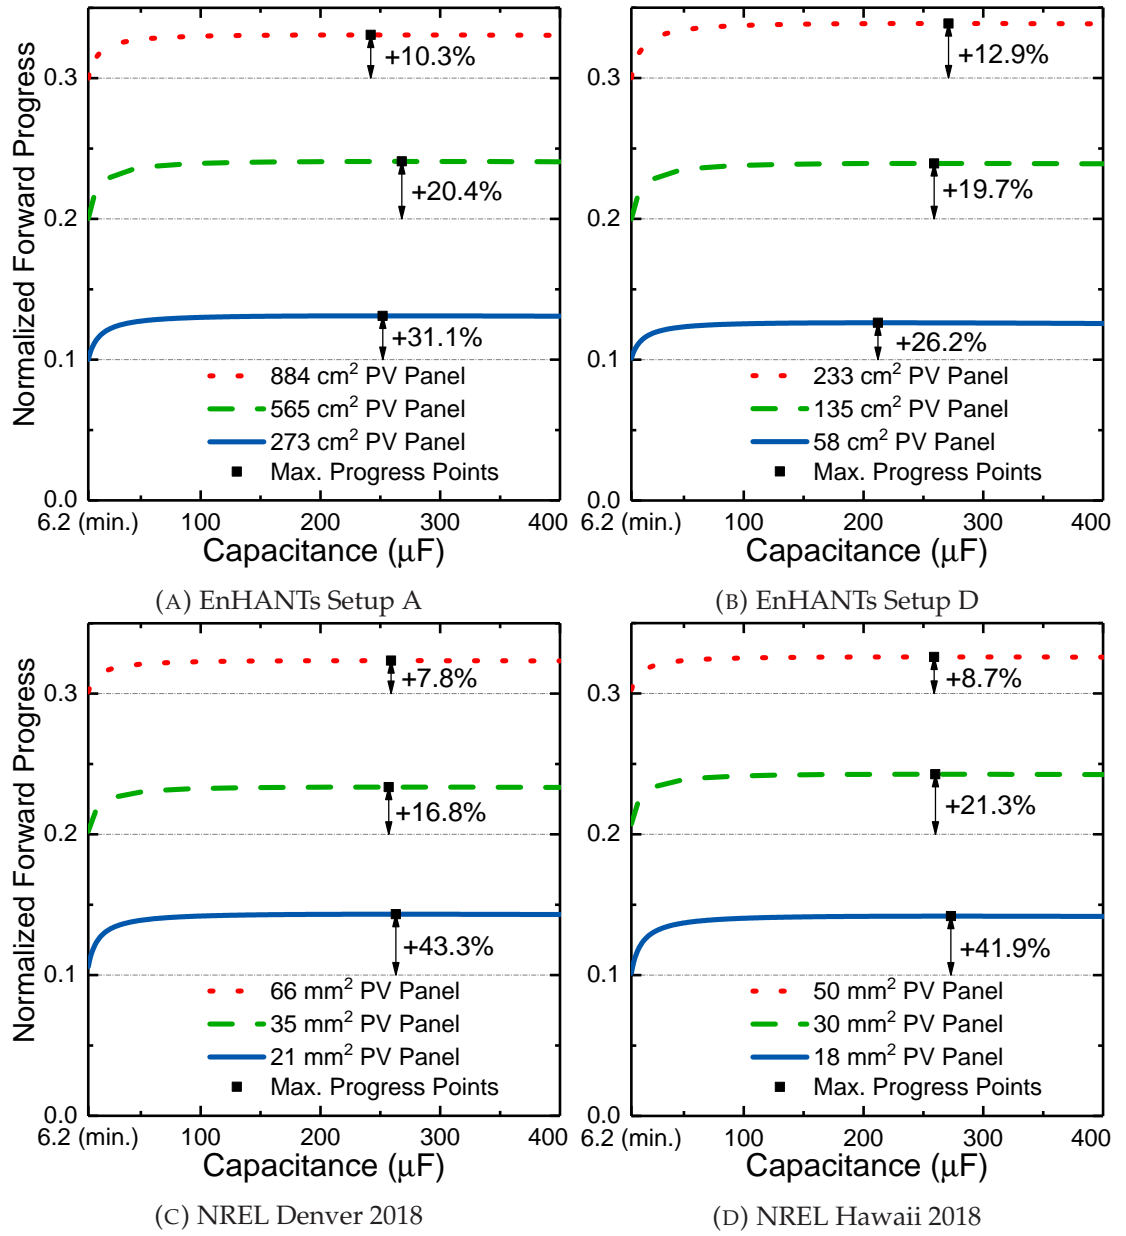 Normalized Forward Progress
0.3
0.2
0.1
0.0
+10.3%
+20.4%
+31.1%
884 cm² PV Panel
565 cm² PV Panel
273 cm² PV Panel
Max. Progress Points
6.2 (min.) 100 200 300 400
Capacitance (μF)
(A) EnHANTs Setup A
0.3
0.2
0.1
0.0
+12.9%
+19.7%
+26.2%
233 cm² PV Panel
135 cm² PV Panel
58 cm² PV Panel
Max. Progress Points
6.2 (min.) 100 200 300 400
Capacitance (μF)
(B) EnHANTs Setup D
Normalized Forward Progress
0.3
0.2
0.1
0.0
+7.8%
+16.8%
+43.3%
66 mm² PV Panel
35 mm² PV Panel
21 mm² PV Panel
Max. Progress Points
6.2 (min.) 100 200 300 400
Capacitance (μF)
(C) NREL Denver 2018
0.3
0.2
0.1
0.0
+8.7%
+21.3%
+41.9%
50 mm² PV Panel
30 mm² PV Panel
18 mm² PV Panel
Max. Progress Points
6.2 (min.) 100 200 300 400
Capacitance (μF)
(D) NREL Hawaii 2018